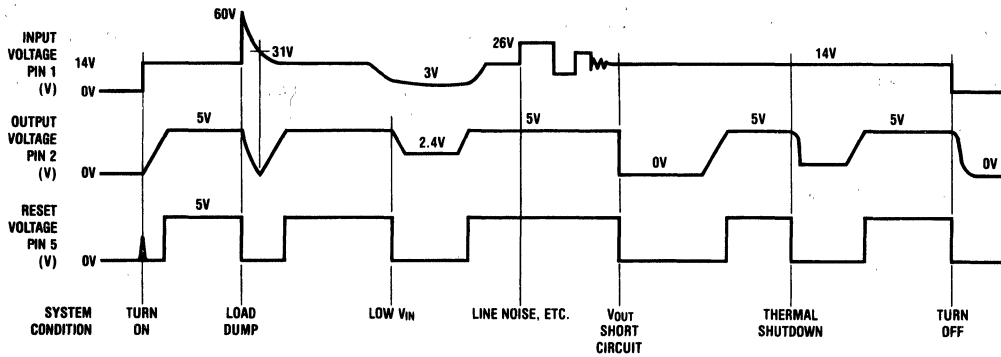 60V
INPUT
VOLTAGE
PIN 1
(V)
14V
0V
31V
3V
26V
14V
OUTPUT
VOLTAGE
PIN 2
(V)
0V
5V
2.4V
5V
0V
5V
5V
0V
RESET
VOLTAGE
PIN 5
(V)
0V
5V
SYSTEM
CONDITION
TURN
ON
LOAD
DUMP
LOW VIN
LINE NOISE, ETC.
VOUT
SHORT
CIRCUIT
THERMAL
SHUTDOWN
TURN
OFF